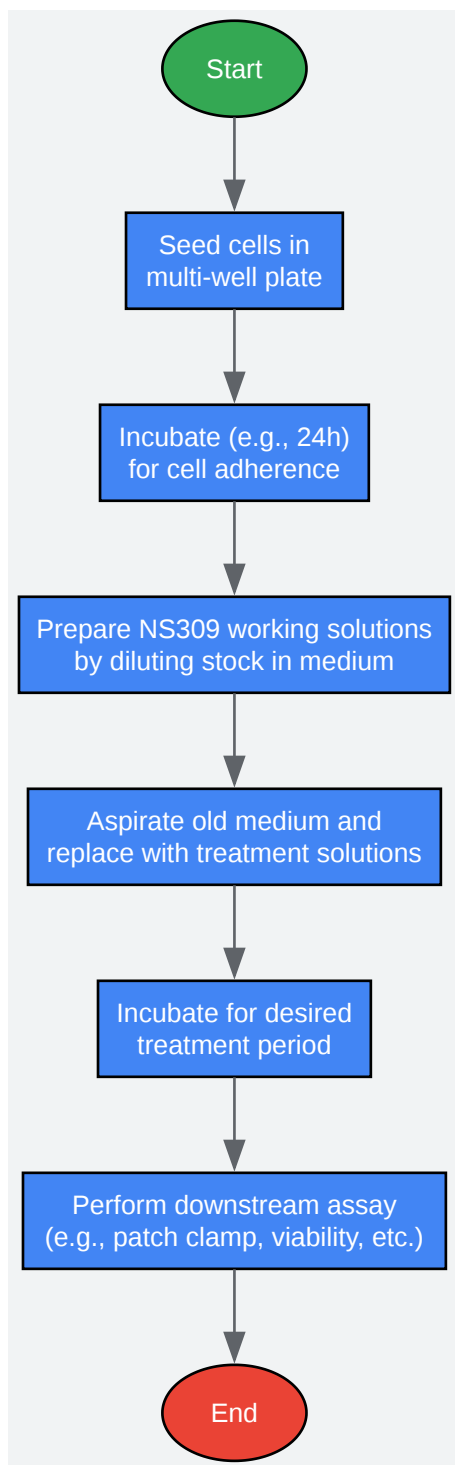 Start
Seed cells in
multi-well plate
Incubate (e.g., 24h)
for cell adherence
Prepare NS309 working solutions
by diluting stock in medium
Aspirate old medium and
replace with treatment solutions
Incubate for desired
treatment period
Perform downstream assay
(e.g., patch clamp, viability, etc.)
End